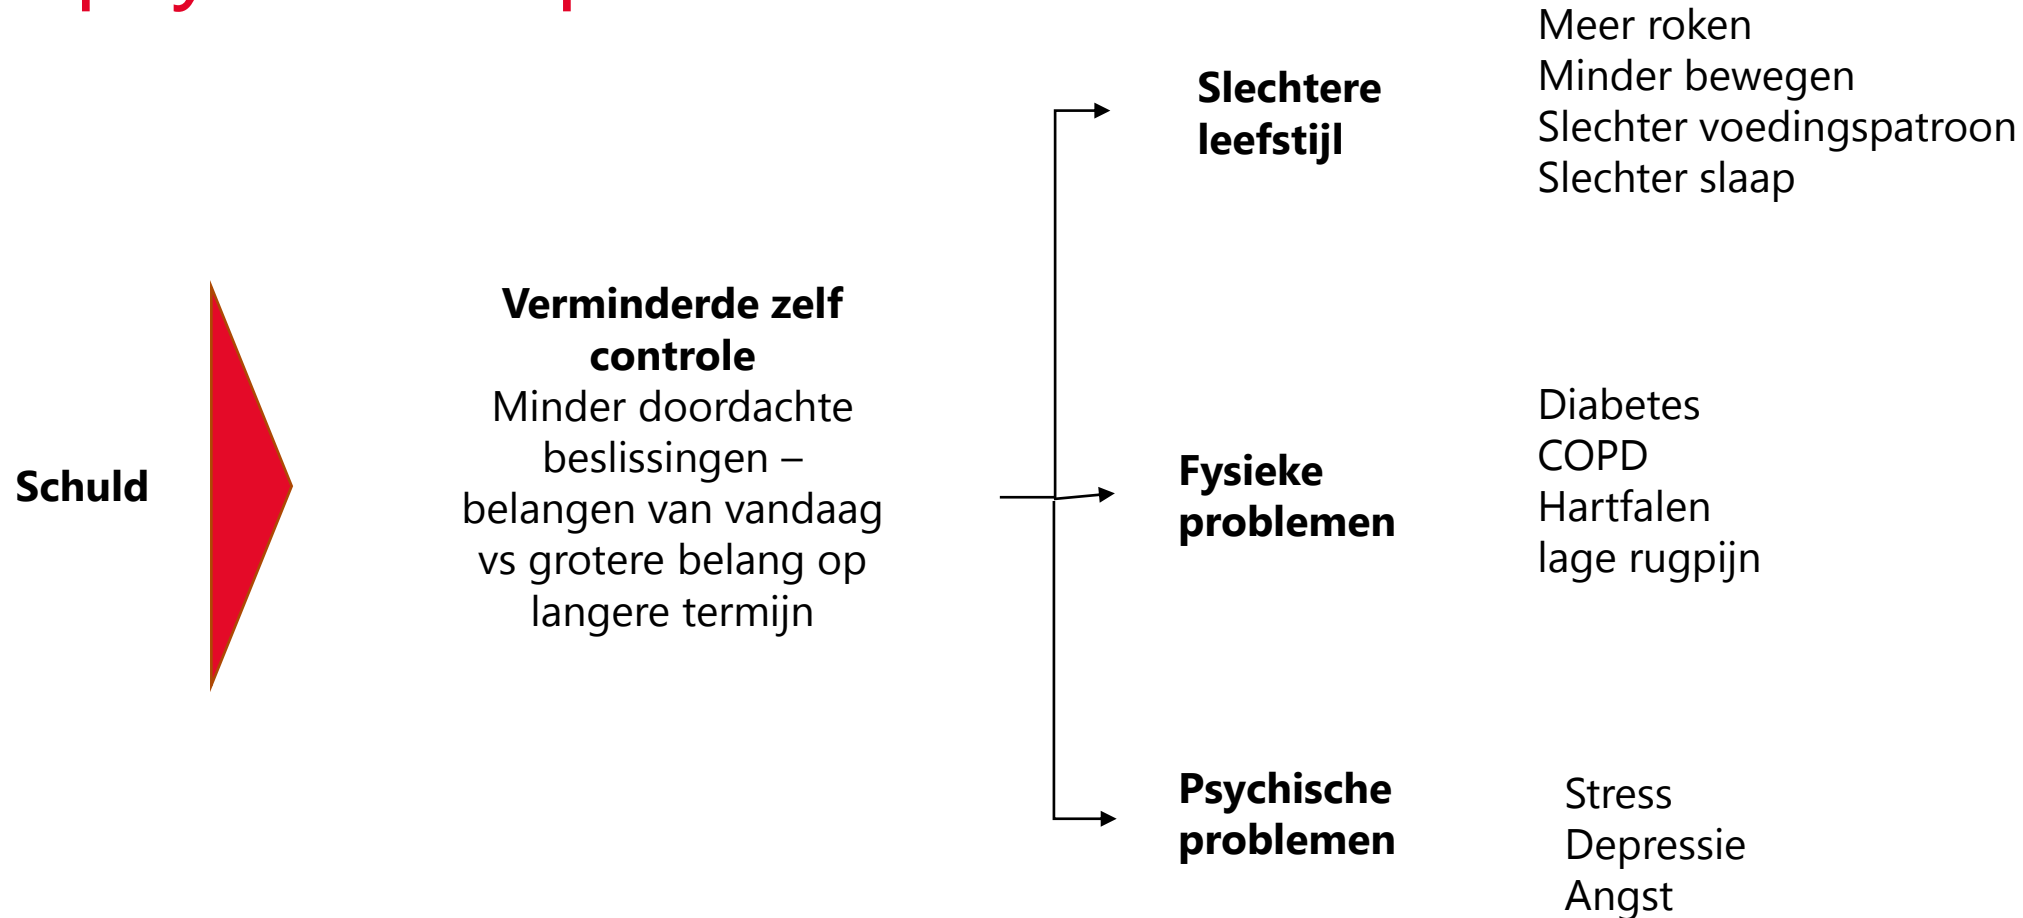 Schuld
Verminderde zelf
controle
Minder doordachte
beslissingen –
belangen van vandaag
vs grotere belang op
langere termijn
Slechtere
leefstijl
Meer roken
Minder bewegen
Slechter voedingspatroon
Slechter slaap
Fysieke
problemen
Diabetes
COPD
Hartfalen
lage rugpijn
Psychische
problemen
Stress
Depressie
Angst